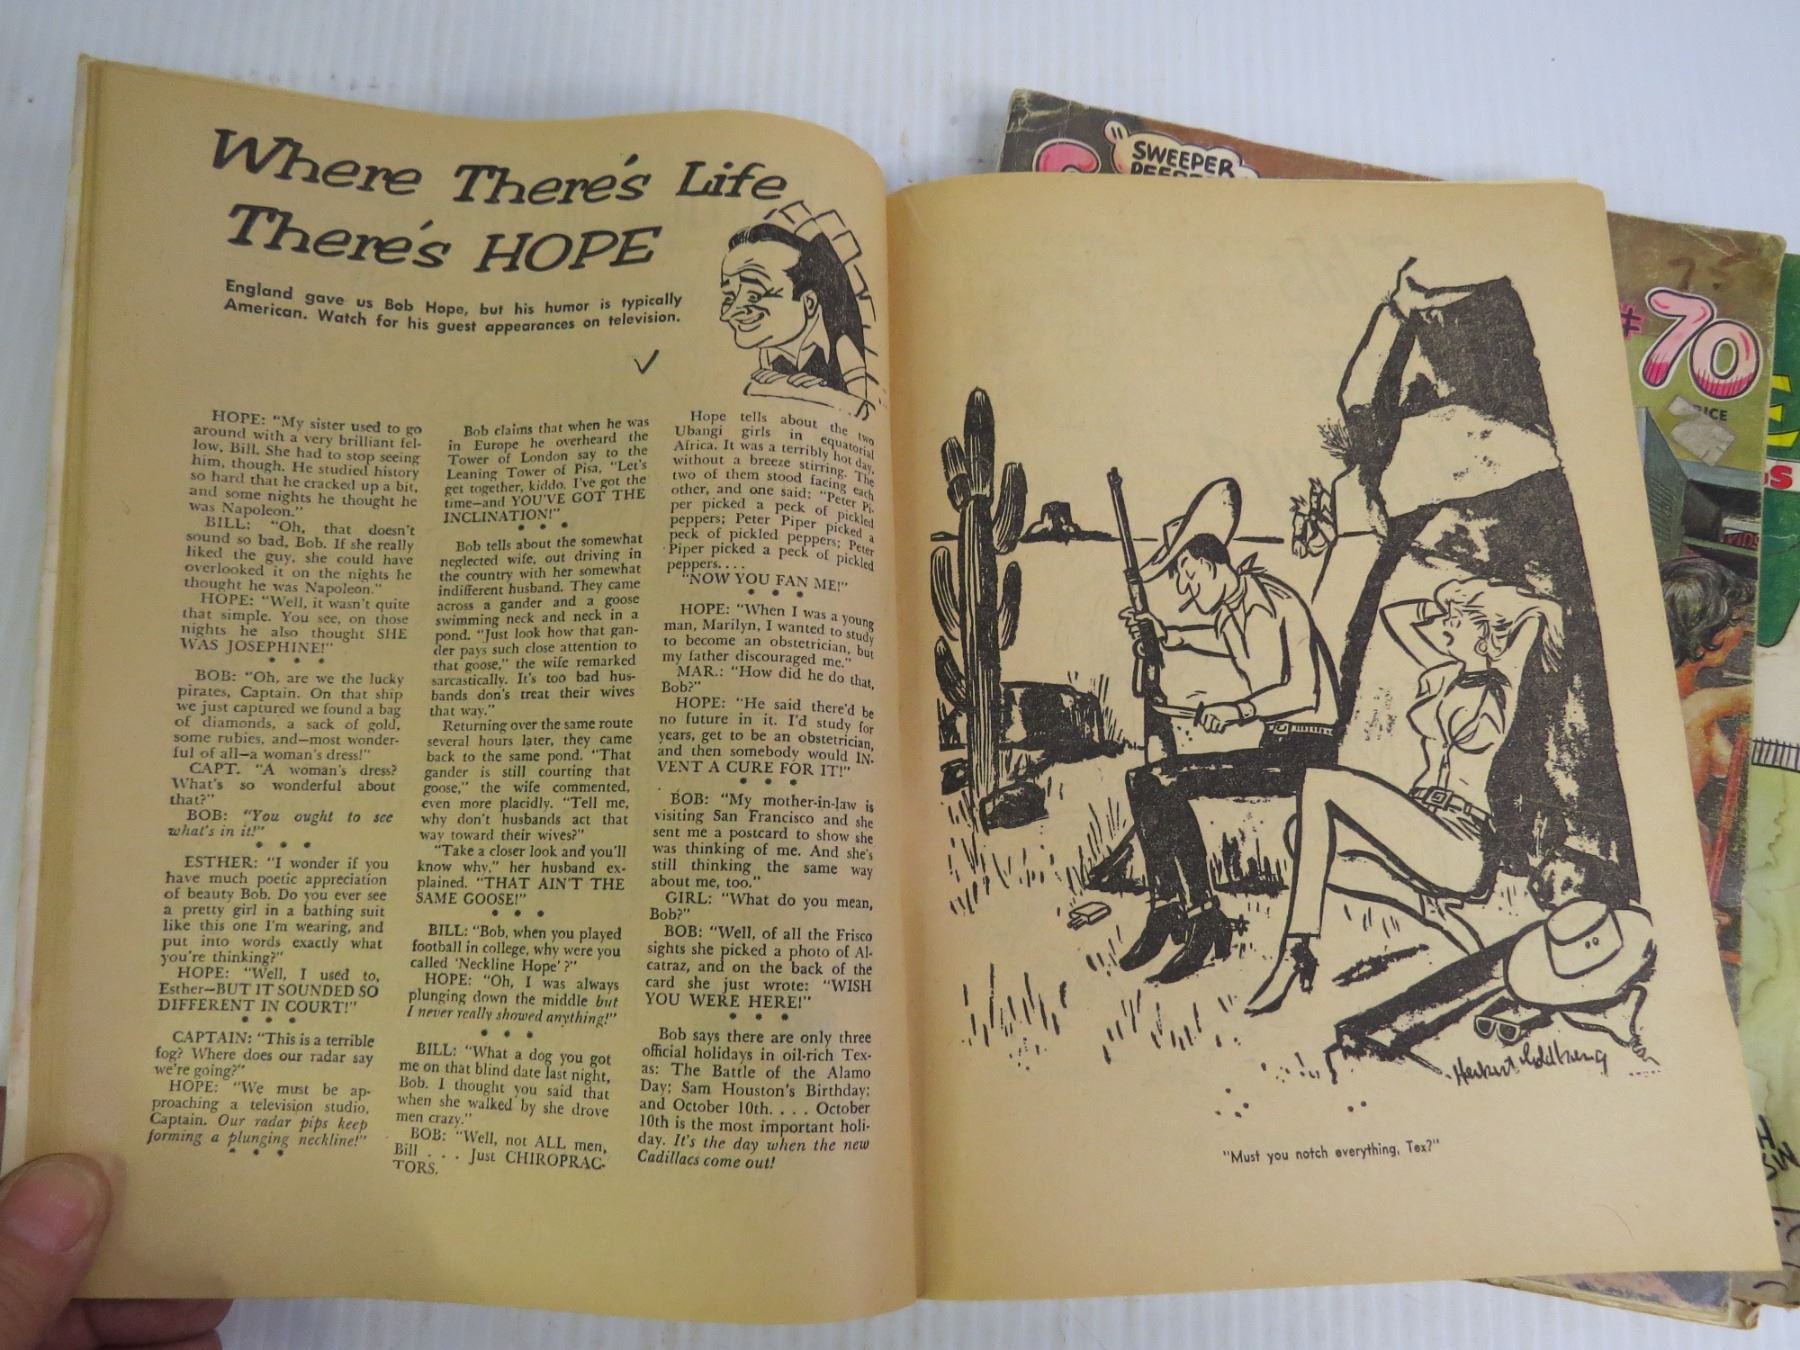 Where There's Life
There's HOPE
England gave us Bob Hope, but his humor is typically
American. Watch for his guest appearances on television.
HOPE: "My sister used to go
around with a very brilliant fel-
low, Bill. She had to stop seeing
him, though. He studied history
so hard that he cracked up a bit,
and some nights he thought he
was Napoleon."
BILL: "Oh, that doesn't
sound so bad, Bob. If she really
liked the guy, she could have
overlooked it on the nights he
thought he was Napoleon."
HOPE: "Well, it wasn't quite
that simple. You see, on those
nights he also thought SHE
WAS JOSEPHINE!"
• • •
BOB: "Oh, are we the lucky
pirates, Captain. On that ship
we just captured we found a bag
of diamonds, a sack of gold,
some rubies, and—most wonder-
ful of all—a woman's dress!"
CAPT. "A woman's dress?
What's so wonderful about
that?"
BOB: "You ought to see
what's in it!"
• • •
ESTHER: "I wonder if you
have much poetic appreciation
of beauty Bob. Do you ever see
a pretty girl in a bathing suit
like this one I'm wearing, and
put into words exactly what
you're thinking?"
HOPE: "Well, I used to,
Esther—BUT IT SOUNDED SO
DIFFERENT IN COURT!"
• • •
CAPTAIN: "This is a terrible
fog? Where does our radar say
we're going?"
HOPE: "We must be ap-
proaching a television studio,
Captain. Our radar pips keep
forming a plunging neckline!"
• • •
Bob claims that when he was
in Europe he overheard the
Tower of London say to the
Leaning Tower of Pisa, "Let's
get together, kiddo. I've got the
time—and YOU'VE GOT THE
INCLINATION!"
• • •
Bob tells about the somewhat
neglected wife, out driving in
the country with her somewhat
indifferent husband. They came
across a gander and a goose
swimming neck and neck in a
pond. "Just look how that gan-
der pays such close attention to
that goose," the wife remarked
sarcastically. It's too bad hus-
bands don's treat their wives
that way."
Returning over the same route
several hours later, they came
back to the same pond. "That
gander is still courting that
goose," the wife commented,
even more placidly. "Tell me,
why don't husbands act that
way toward their wives?"
"Take a closer look and you'll
know why," her husband ex-
plained. "THAT AIN'T THE
SAME GOOSE!"
• • •
BILL: "Bob, when you played
football in college, why were you
called 'Neckline Hope'?"
HOPE: "Oh, I was always
plunging down the middle but
I never really showed anything!"
• • •
BILL: "What a dog you got
me on that blind date last night,
Bob. I thought you said that
when she walked by she drove
men crazy."
BOB: "Well, not ALL men,
Bill . . . Just CHIROPRAC-
TORS.
Hope tells about the two
Ubangi girls in equatorial
Africa. It was a terribly hot day,
without a breeze stirring. The
two of them stood facing each
other, and one said: "Peter Pi-
per picked a peck of pickled
peppers; Peter Piper picked a
peck of pickled peppers; Peter
Piper picked a peck of pickled
peppers. . . .
"NOW YOU FAN ME!"
• • •
HOPE: "When I was a young
man, Marilyn, I wanted to study
to become an obstetrician, but
my father discouraged me."
MAR.: "How did he do that,
Bob?"
HOPE: "He said there'd be
no future in it. I'd study for
years, get to be an obstetrician,
and then somebody would IN-
VENT A CURE FOR IT!"
• • •
BOB: "My mother-in-law is
visiting San Francisco and she
sent me a postcard to show she
was thinking of me. And she's
still thinking the same way
about me, too."
GIRL: "What do you mean,
Bob?"
BOB: "Well, of all the Frisco
sights she picked a photo of Al-
catraz, and on the back of the
card she just wrote: "WISH
YOU WERE HERE!"
• • •
Bob says there are only three
official holidays in oil-rich Tex-
as: The Battle of the Alamo
Day; Sam Houston's Birthday;
and October 10th. . . . October
10th is the most important holi-
day. It's the day when the new
Cadillacs come out!
Herbert Goldberg
"Must you notch everything, Tex?"
SWEEPER
75
#70